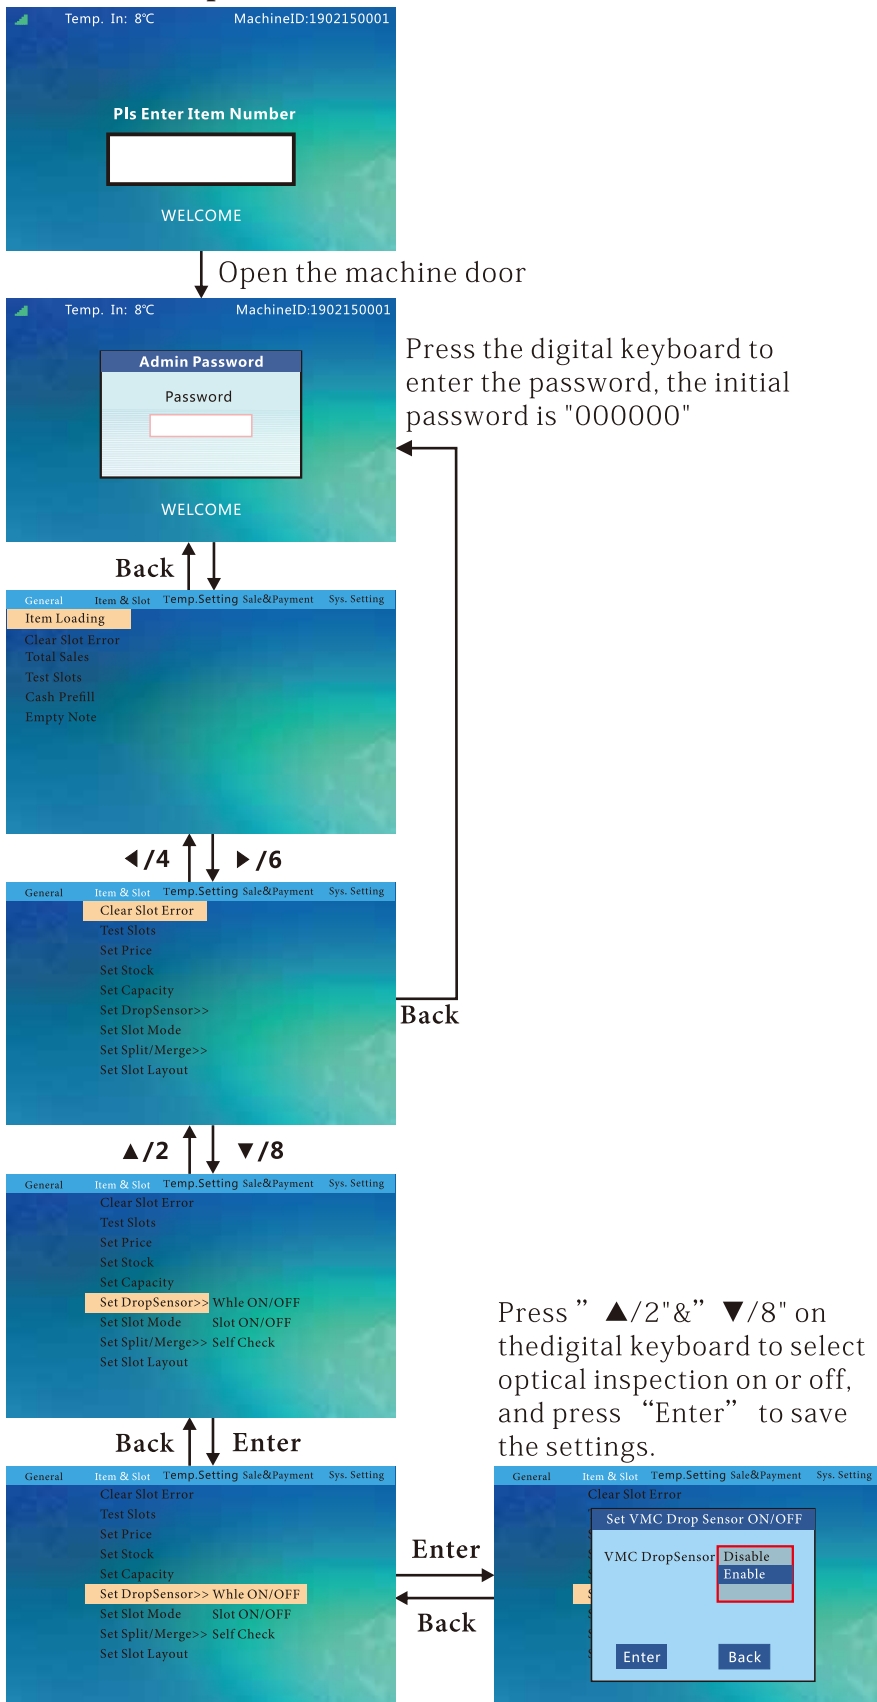 Temp. In: 8℃ MachineID:1902150001
Pls Enter Item Number
WELCOME
Open the machine door
Temp. In: 8℃ MachineID:1902150001
Admin Password
Password
WELCOME
Press the digital keyboard to
enter the password, the initial
password is "000000"
Back
General Item & Slot Temp.Setting Sale&Payment Sys. Setting
Item Loading
Clear Slot Error
Total Sales
Test Slots
Cash Prefill
Empty Note
◀/4 ▶/6
General Item & Slot Temp.Setting Sale&Payment Sys. Setting
Clear Slot Error
Test Slots
Set Price
Set Stock
Set Capacity
Set DropSensor>>
Set Slot Mode
Set Split/Merge>>
Set Slot Layout
Back
▲/2 ▼/8
General Item & Slot Temp.Setting Sale&Payment Sys. Setting
Clear Slot Error
Test Slots
Set Price
Set Stock
Set Capacity
Set DropSensor>> Whle ON/OFF
Set Slot Mode Slot ON/OFF
Set Split/Merge>> Self Check
Set Slot Layout
Back Enter
General Item & Slot Temp.Setting Sale&Payment Sys. Setting
Clear Slot Error
Test Slots
Set Price
Set Stock
Set Capacity
Set DropSensor>> Whle ON/OFF
Set Slot Mode Slot ON/OFF
Set Split/Merge>> Self Check
Set Slot Layout
Enter
Back
Press ” ▲/2"&” ▼/8" on
thedigital keyboard to select
optical inspection on or off,
and press “Enter” to save
the settings.
General Item & Slot Temp.Setting Sale&Payment Sys. Setting
Clear Slot Error
Set VMC Drop Sensor ON/OFF
VMC DropSensor Disable
Enable
Enter Back